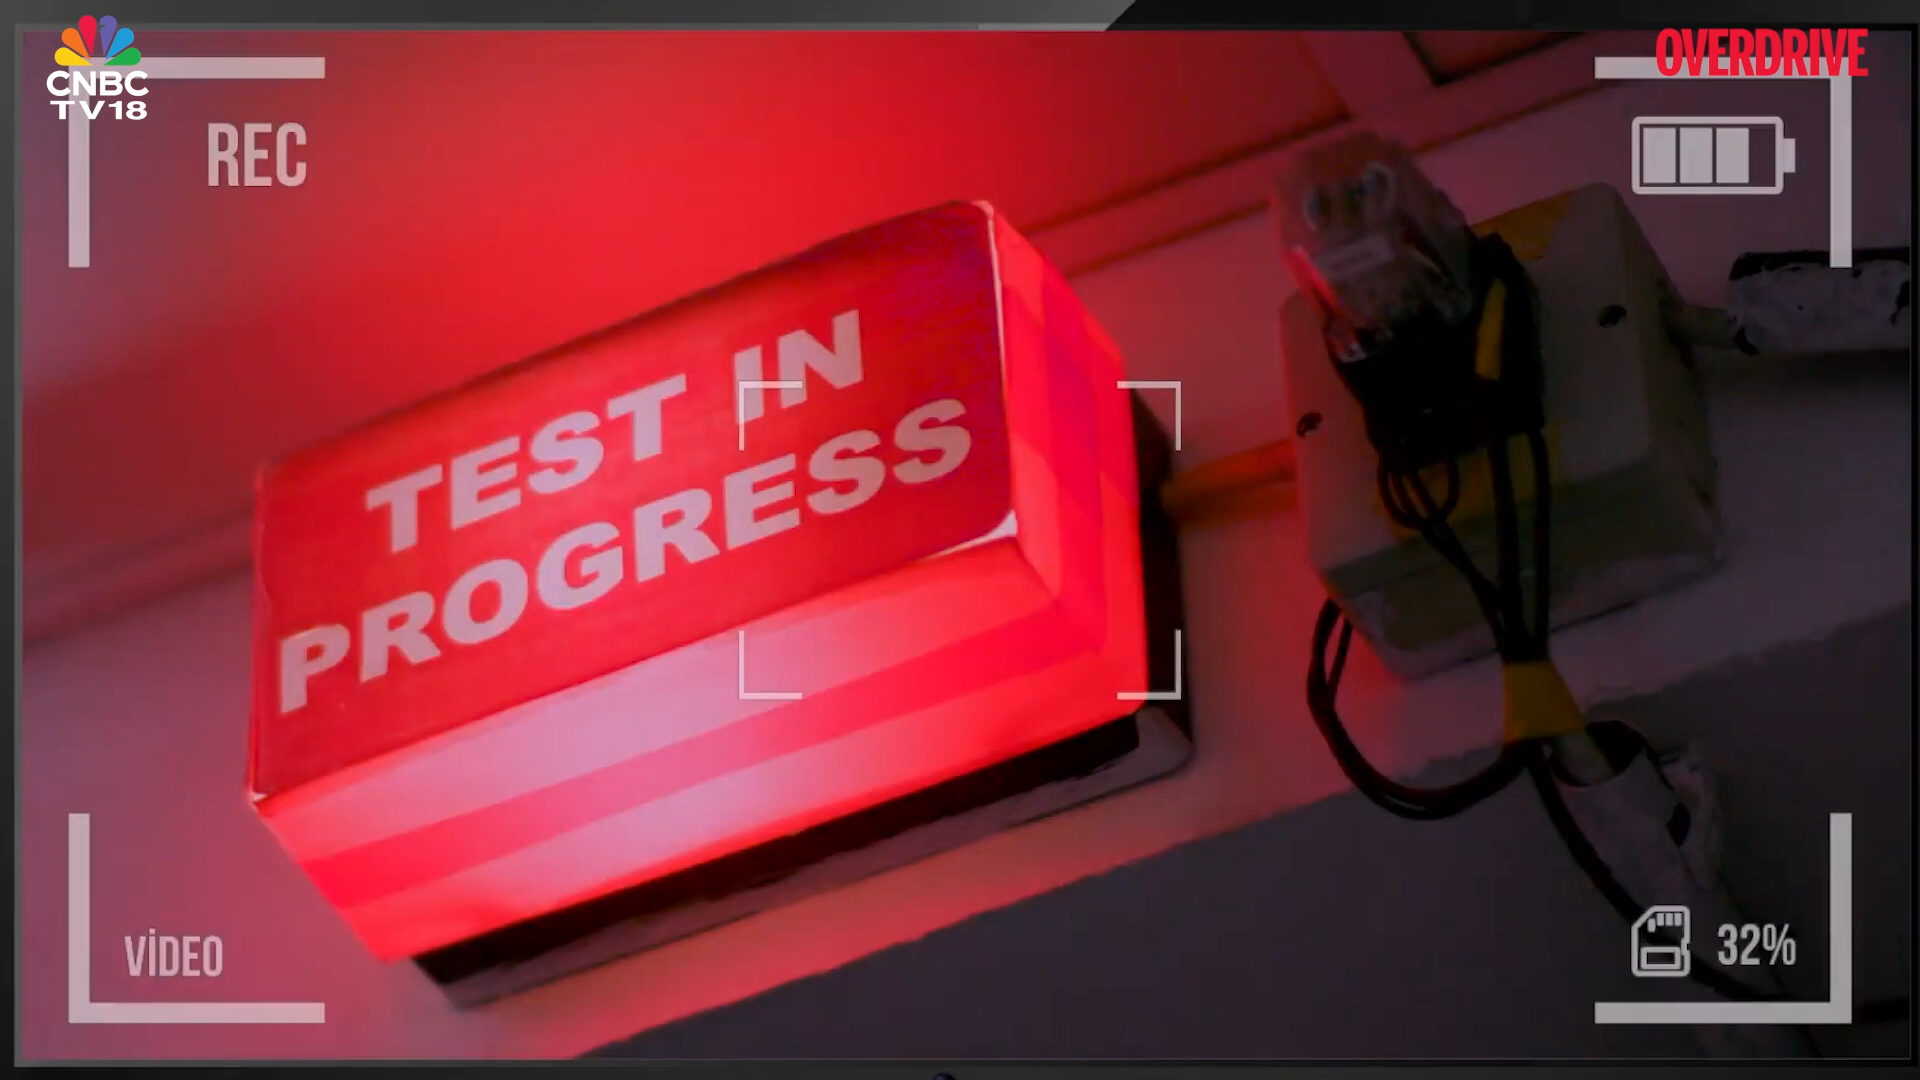 CNBC
TV18
OVERDRIVE
REC
TEST IN
PROGRESS
VİDEO
32%